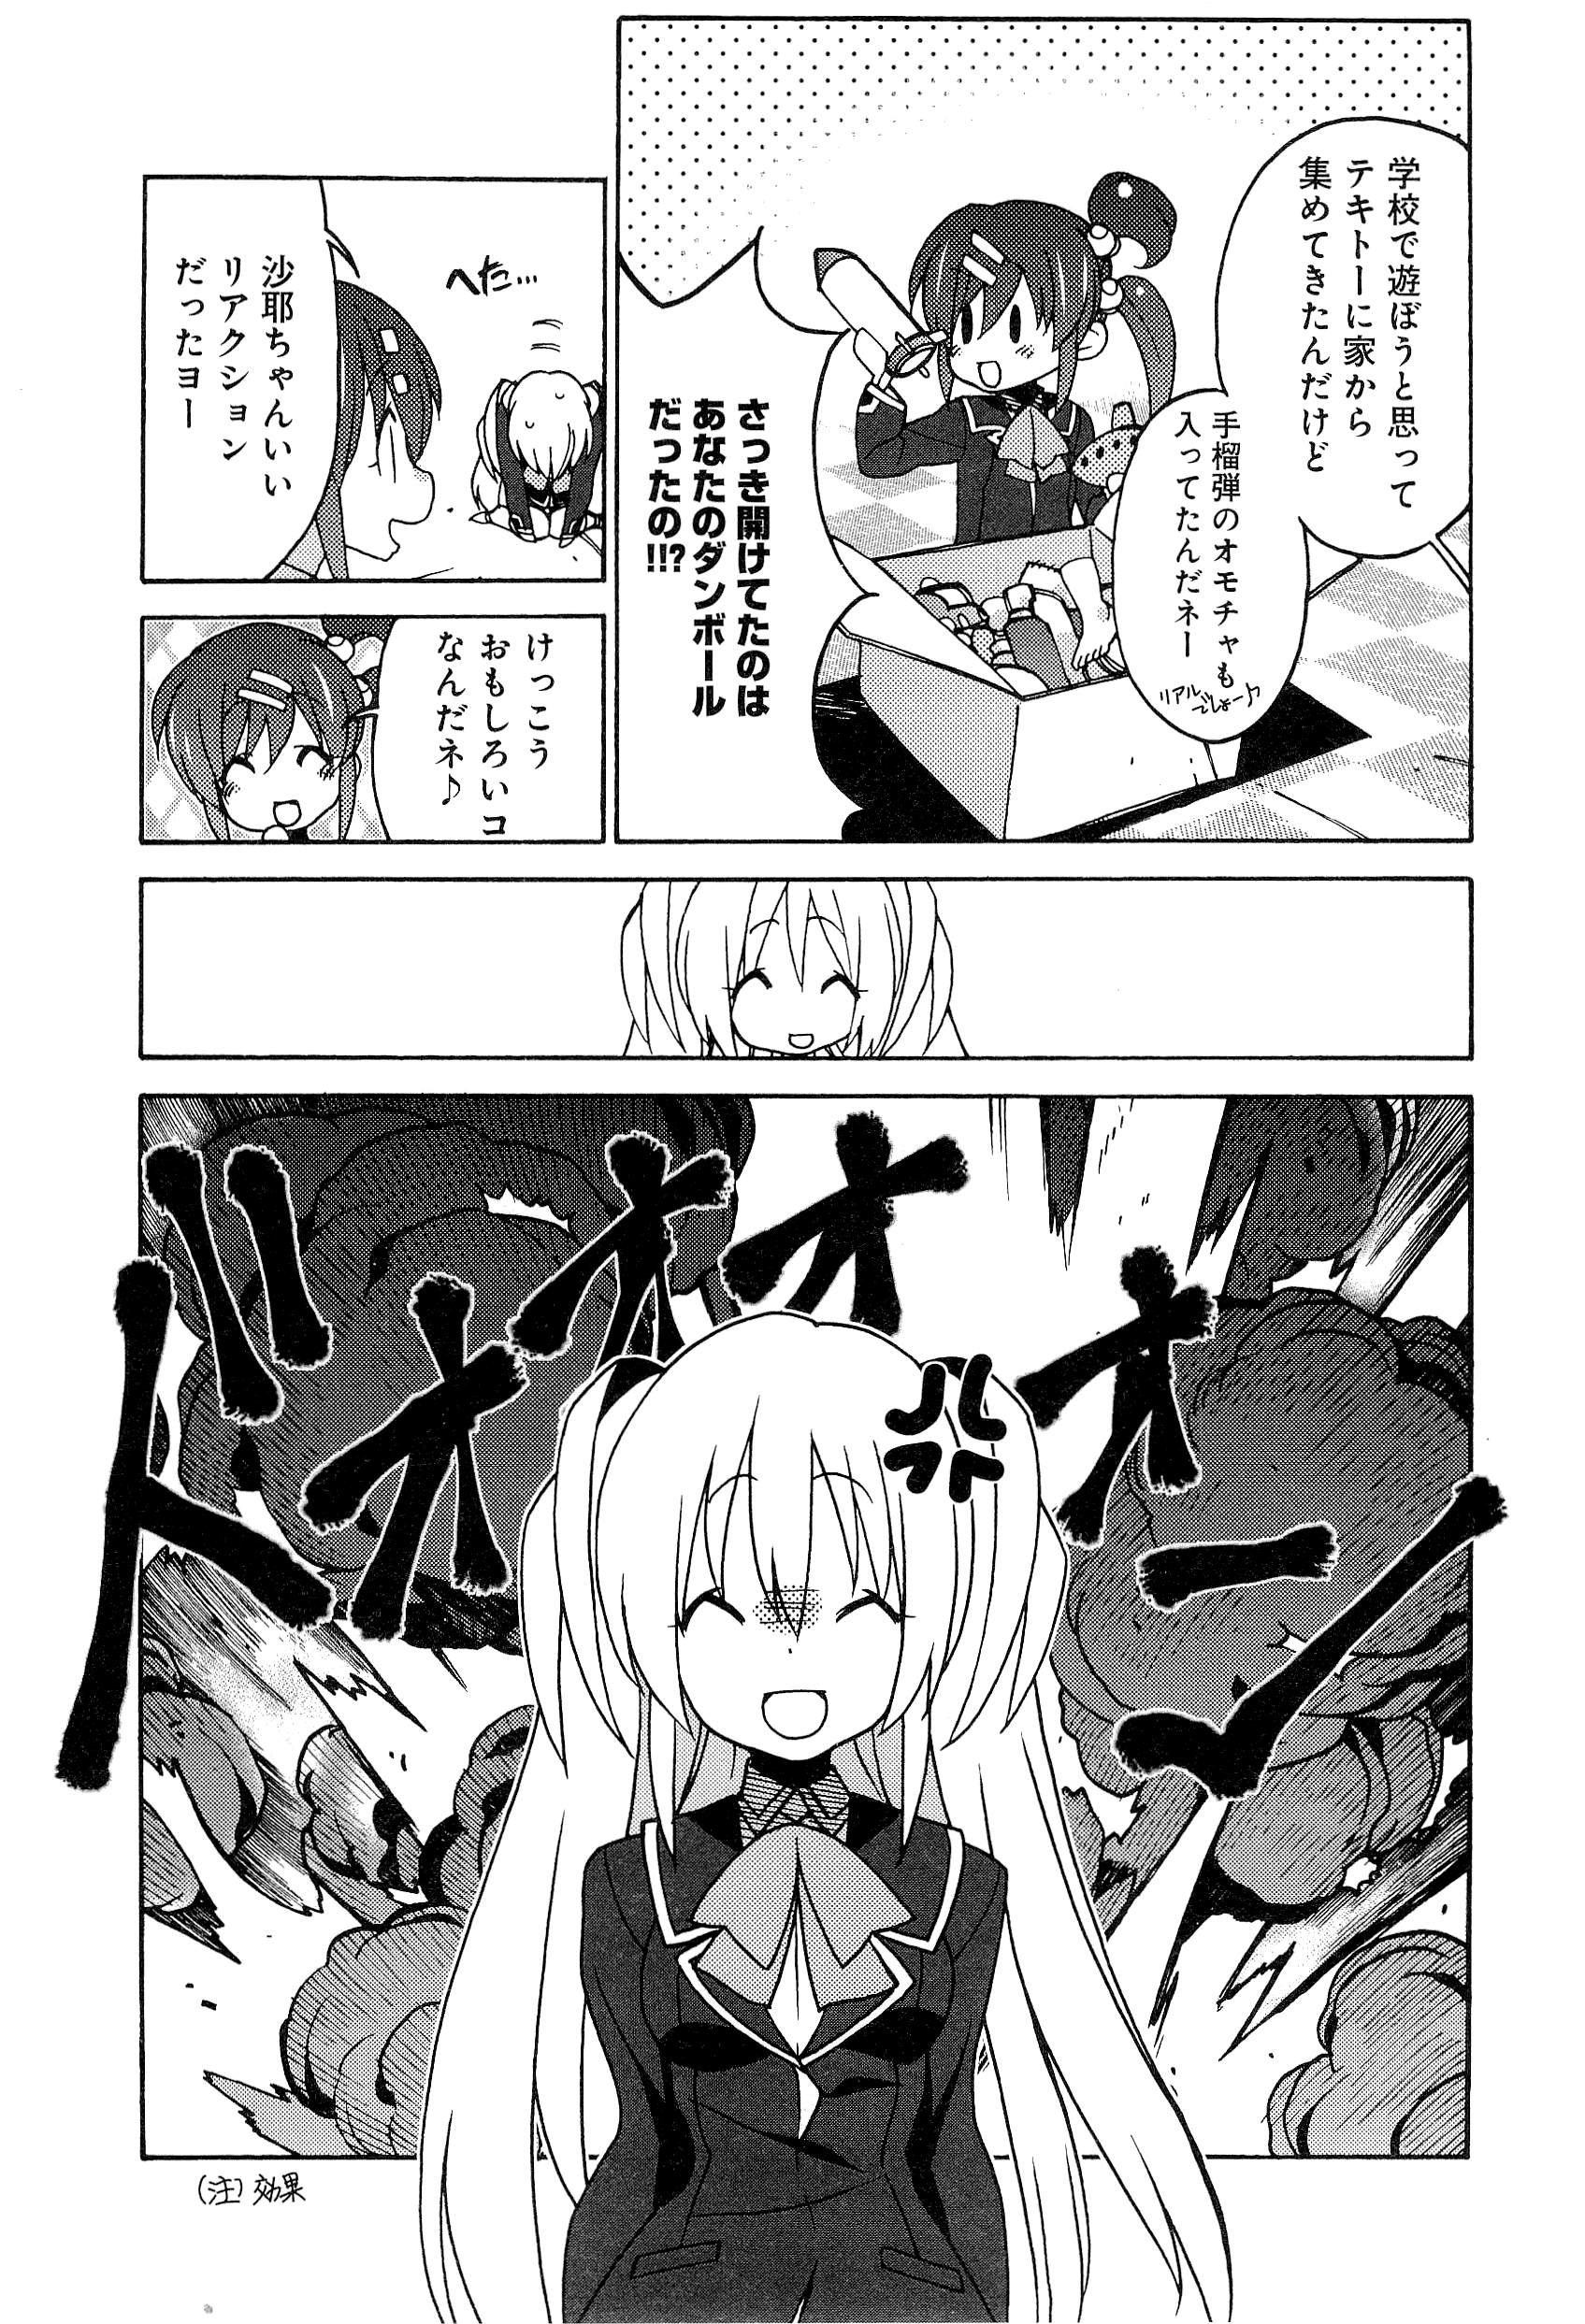 学校で遊ぼうと思って
テキトーに家から
集めてきたんだけど
手榴弾のオモチャも
入ってたんだネー
リアル
でしょー♪
さっき開けてたのは
あなたのダンボール
だったの!!?
へた…
沙耶ちゃんいい
リアクション
だったヨー
けっこう
おもしろいコ
なんだネ♪
ドドオオオオーン
(注)効果